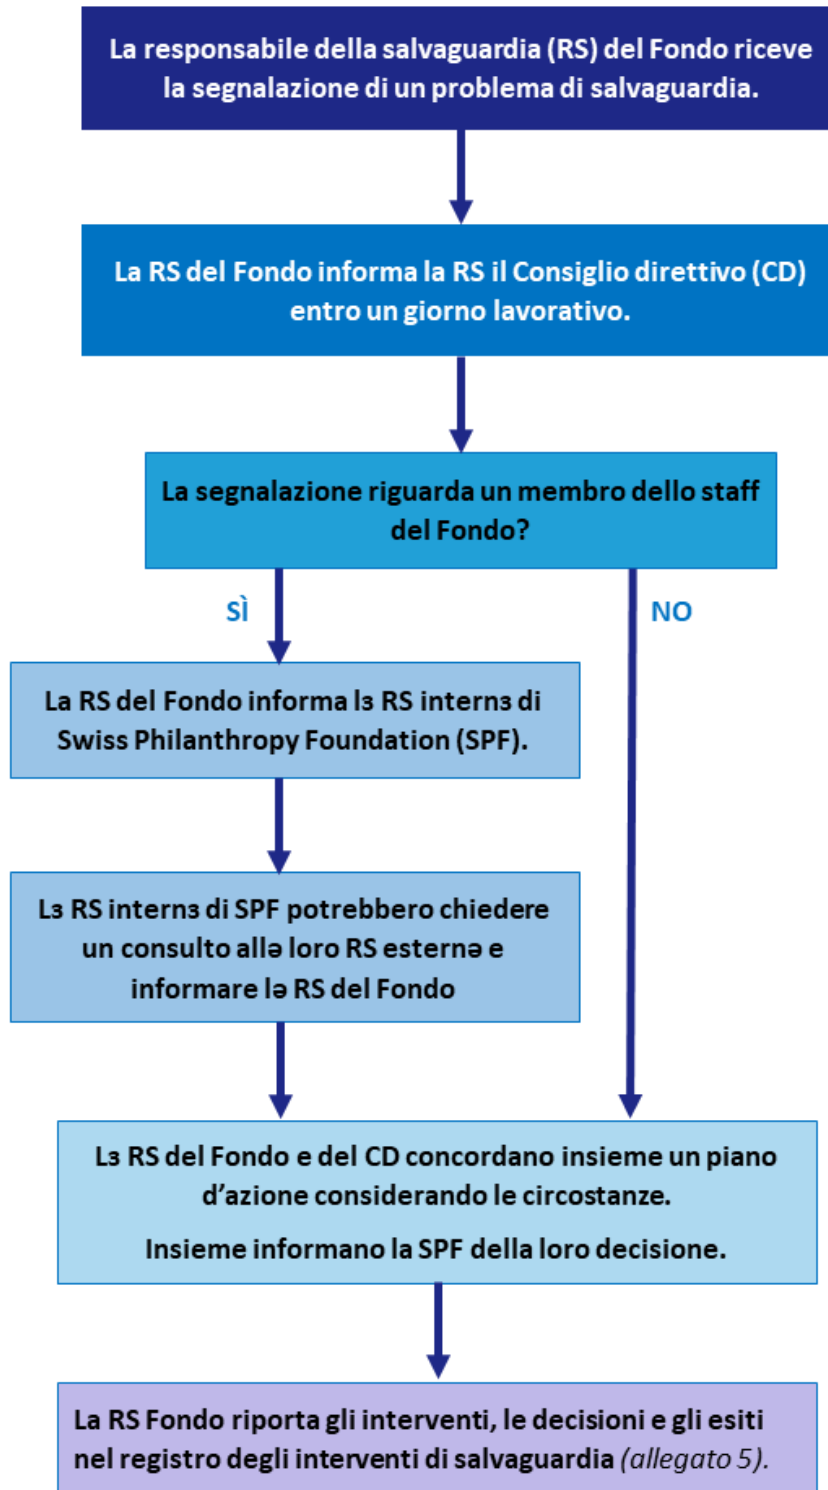 La responsabile della salvaguardia (RS) del Fondo riceve
la segnalazione di un problema di salvaguardia.
La RS del Fondo informa la RS il Consiglio direttivo (CD)
entro un giorno lavorativo.
La segnalazione riguarda un membro dello staff
del Fondo?
SÌ
NO
La RS del Fondo informa lɜ RS internɜ di
Swiss Philanthropy Foundation (SPF).
Lɜ RS internɜ di SPF potrebbero chiedere
un consulto allə loro RS esternə e
informare lə RS del Fondo
Lɜ RS del Fondo e del CD concordano insieme un piano
d’azione considerando le circostanze.
Insieme informano la SPF della loro decisione.
La RS Fondo riporta gli interventi, le decisioni e gli esiti
nel registro degli interventi di salvaguardia (allegato 5).